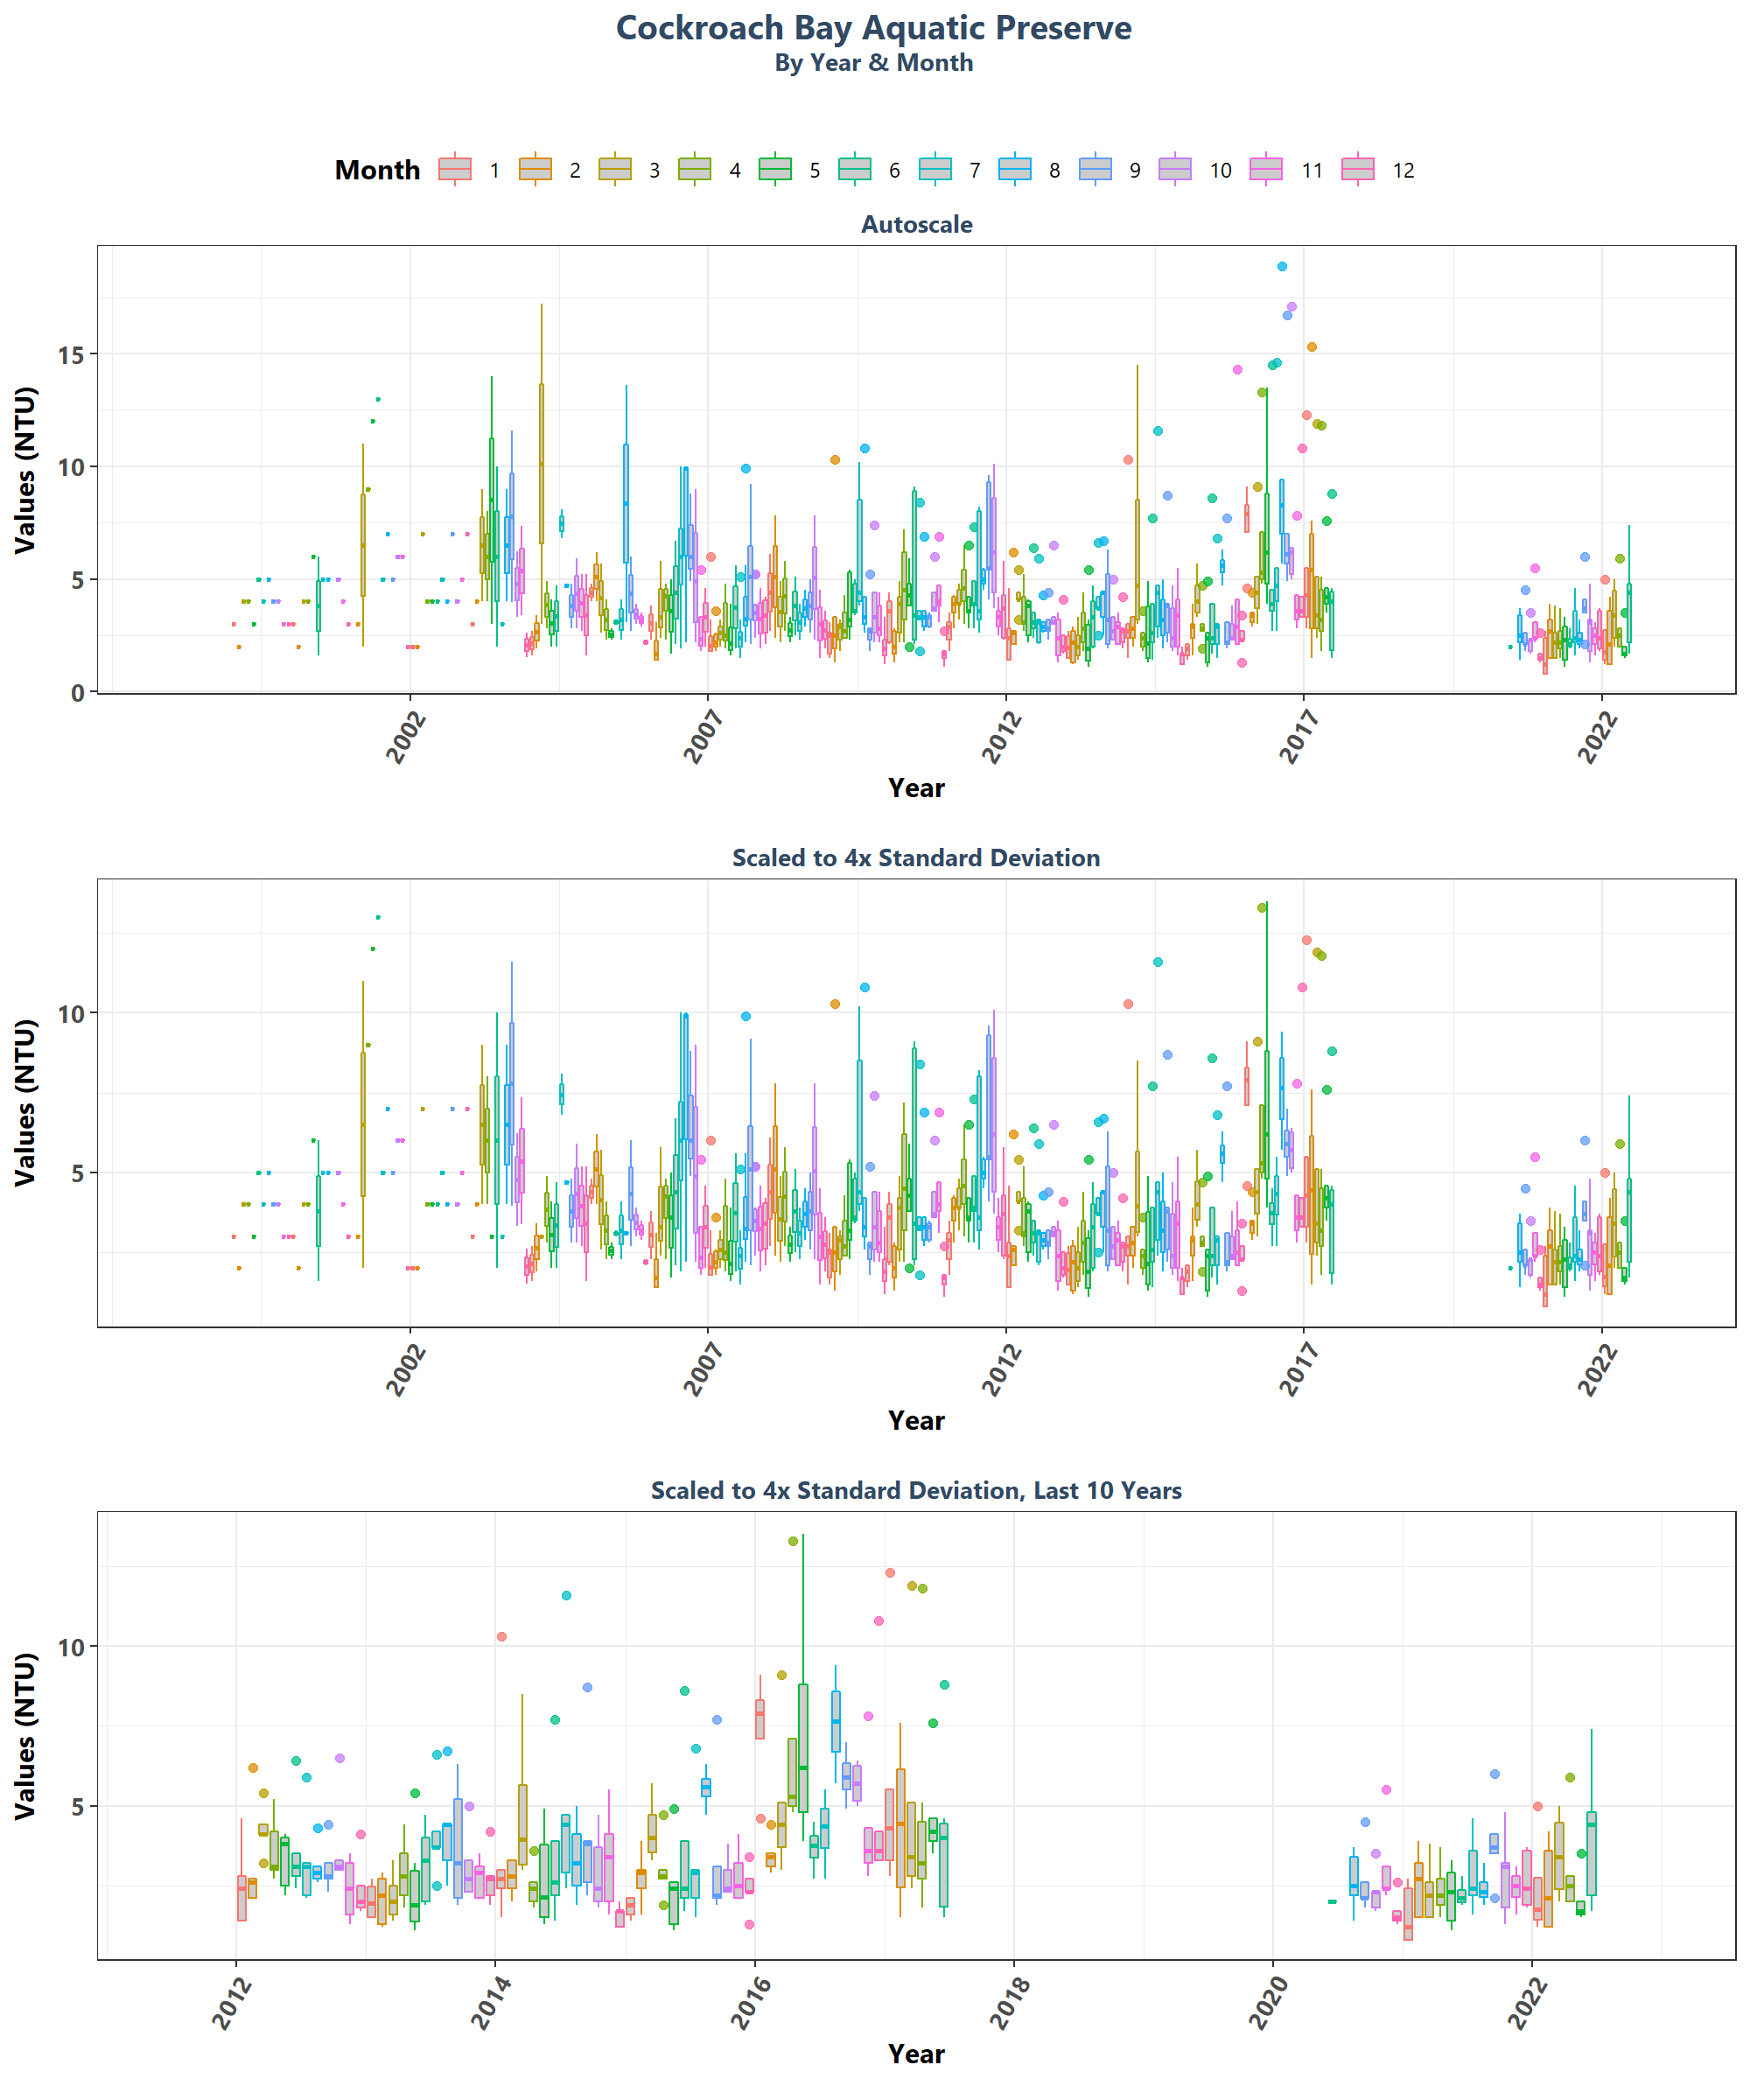 Cockroach Bay Aquatic Preserve
By Year & Month
Month 1 2 3 4 5 6 7 8 9 10 11 12
Autoscale
Values (NTU)
15
10
5
0
2002 2007 2012 2017 2022
Year
Scaled to 4x Standard Deviation
Values (NTU)
10
5
2002 2007 2012 2017 2022
Year
Scaled to 4x Standard Deviation, Last 10 Years
Values (NTU)
10
5
2012 2014 2016 2018 2020 2022
Year